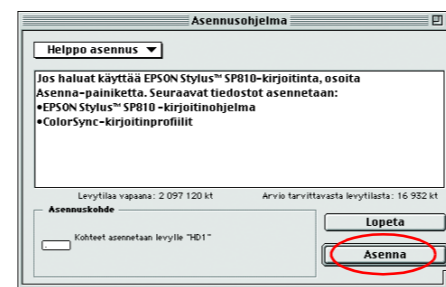 Asennusohjelma
Helppo asennus
Jos haluat käyttää EPSON Stylus™ SP810-kirjoitinta, osoita
Asenna-painiketta. Seuraavat tiedostot asennetaan:
•EPSON Stylus™ SP810 -kirjoitinohjelma
•ColorSync-kirjoitinprofiilit
Levytilaa vapaana: 2 097 120 kt Arvio tarvittavasta levytilasta: 16 932 kt
Asennuskohde
Kohteet asennetaan levylle "HD1"
Lopeta
Asenna